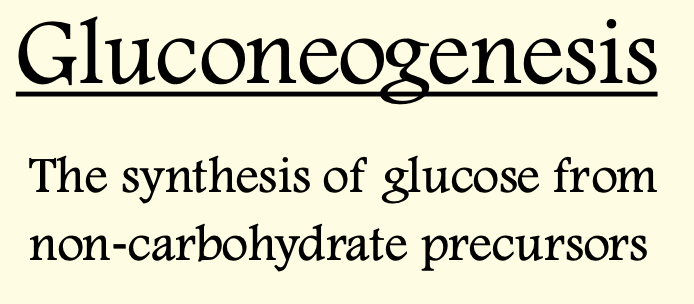 Gluconeogenesis
The synthesis of glucose from
non-carbohydrate precursors